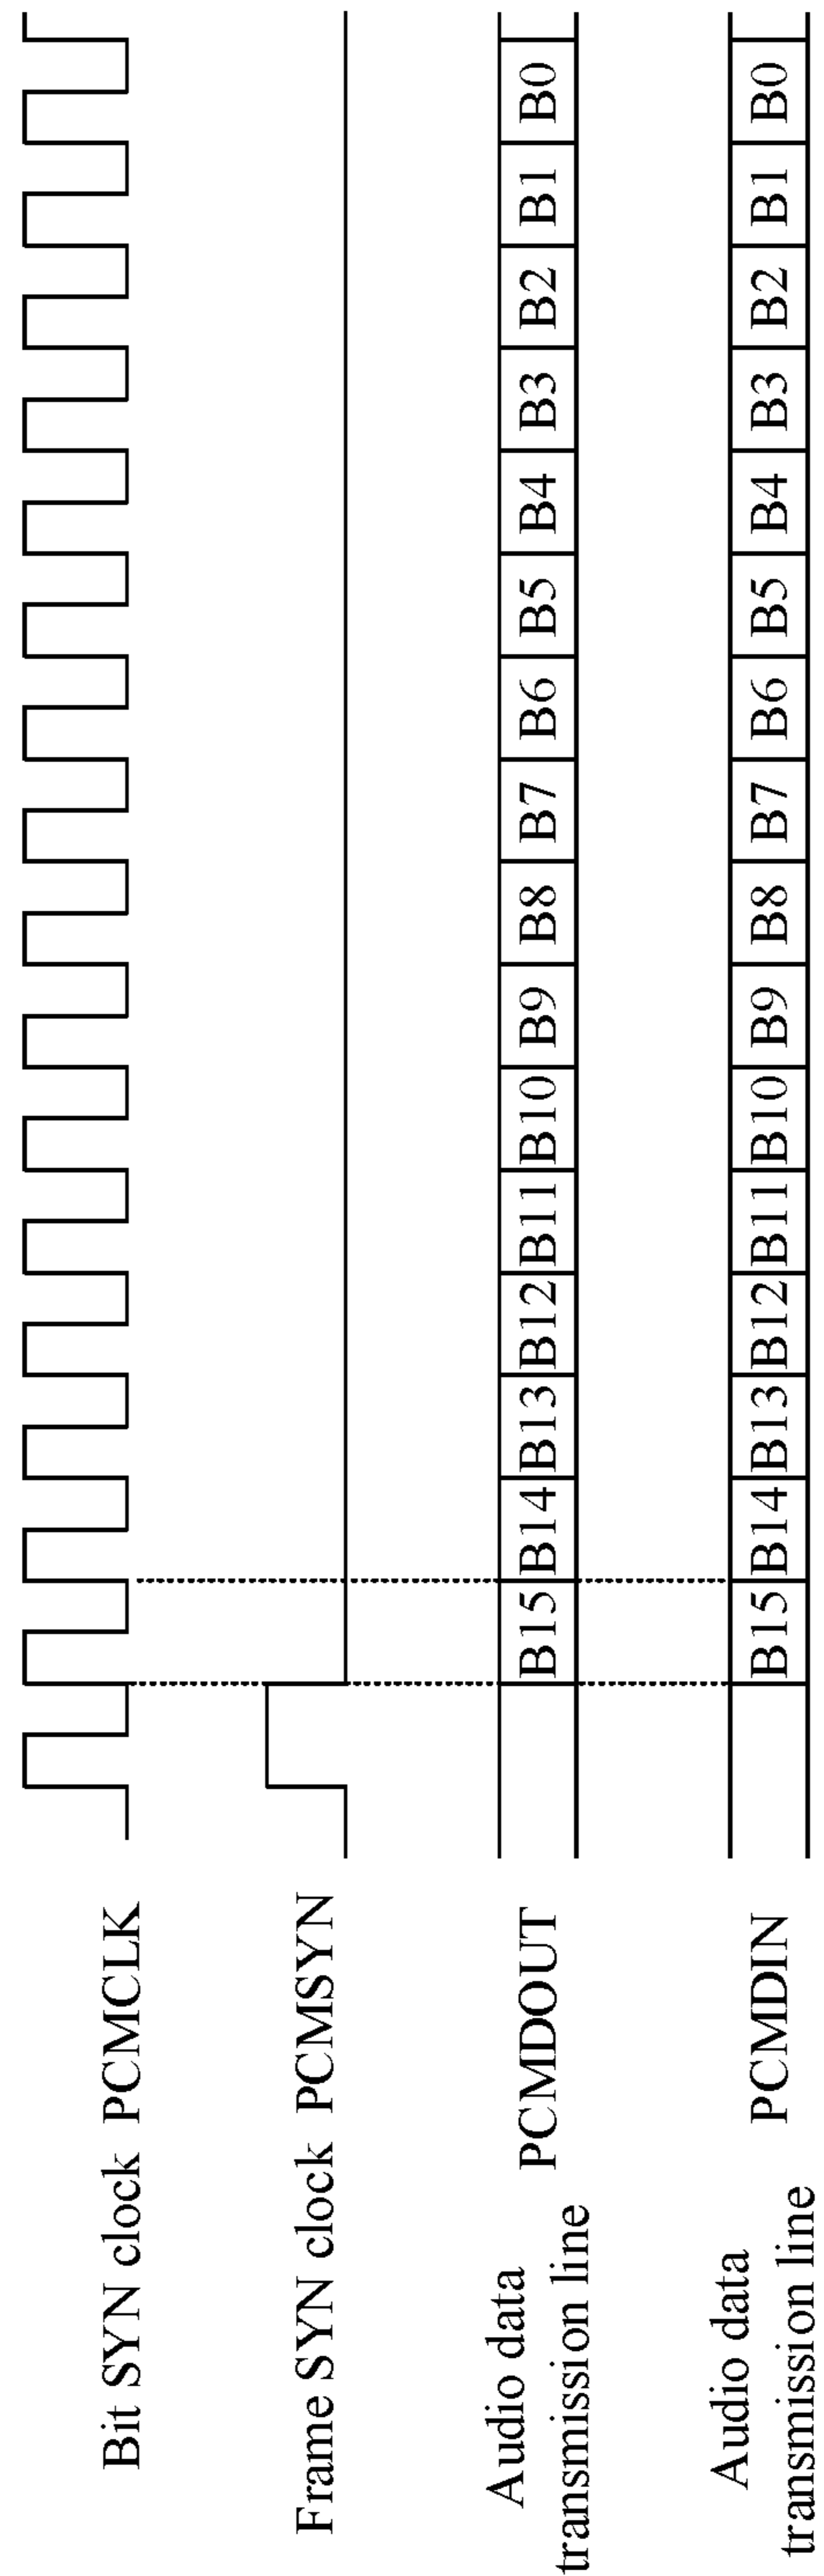 Bit SYN clock PCMCLK
Frame SYN clock PCMSYN
Audio data
transmission line
PCMDOUT
B15 B14 B13 B12 B11 B10 B9 B8 B7 B6 B5 B4 B3 B2 B1 B0
Audio data
transmission line
PCMDIN
B15 B14 B13 B12 B11 B10 B9 B8 B7 B6 B5 B4 B3 B2 B1 B0